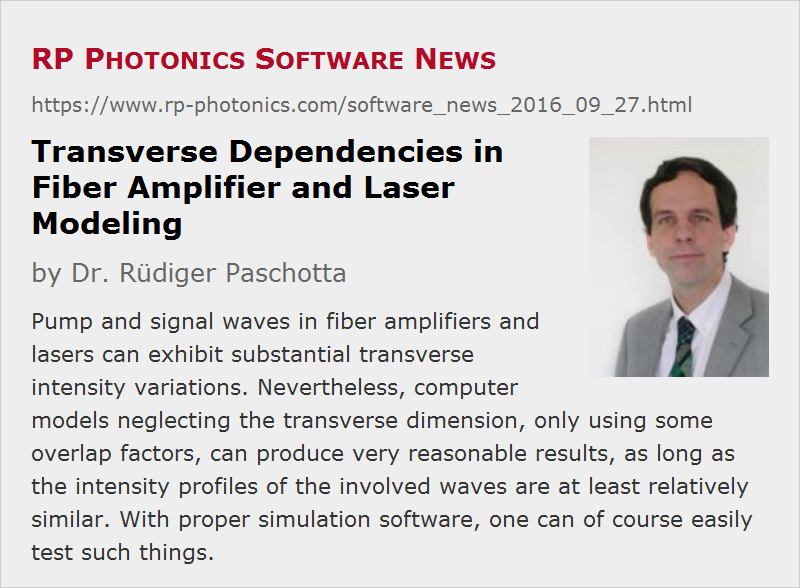 RP Photonics Software News
https://www.rp-photonics.com/software_news_2016_09_27.html
Transverse Dependencies in
Fiber Amplifier and Laser
Modeling
by Dr. Rüdiger Paschotta
Pump and signal waves in fiber amplifiers and
lasers can exhibit substantial transverse
intensity variations. Nevertheless, computer
models neglecting the transverse dimension, only using some
overlap factors, can produce very reasonable results, as long as
the intensity profiles of the involved waves are at least relatively
similar. With proper simulation software, one can of course easily
test such things.